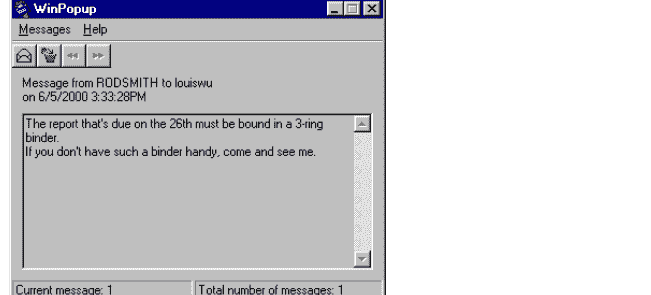 WinPopup
Messages Help
Message from RODSMITH to louiswu
on 6/5/2000 3:33:28PM
The report that's due on the 26th must be bound in a 3-ring
binder.
If you don't have such a binder handy, come and see me.
Current message: 1 Total number of messages: 1